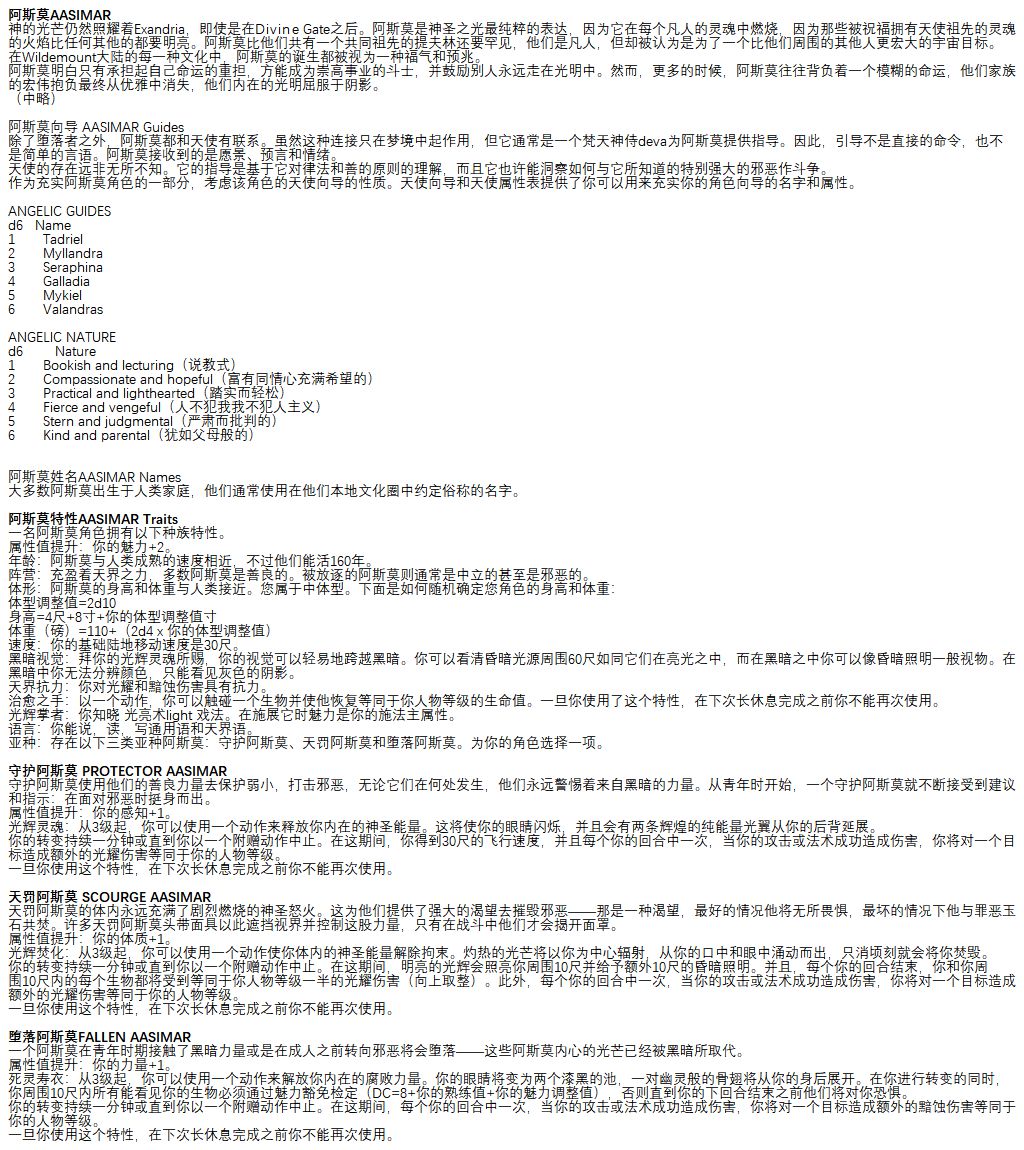 阿斯莫AASIMAR
神的光芒仍然照耀着Exandria，即使是在Divine Gate之后。阿斯莫是神圣之光最纯粹的表达，因为它在每个凡人的灵魂中燃烧，因为那些被祝福拥有天使祖先的灵魂
的火焰比任何其他的都要明亮。阿斯莫比他们共有一个共同祖先的提夫林还要罕见，他们是凡人，但却被认为是为了一个比他们周围的其他人更宏大的宇宙目标。
在Wildemount大陆的每一种文化中，阿斯莫的诞生都被视为一种福气和预兆。
阿斯莫明白只有承担起自己命运的重担，方能成为崇高事业的斗士，并鼓励别人永远走在光明中。然而，更多的时候，阿斯莫往往背负着一个模糊的命运，他们家族
的宏伟抱负最终从优雅中消失，他们内在的光明屈服于阴影。
（中略）
阿斯莫向导 AASIMAR Guides
除了堕落者之外，阿斯莫都和天使有联系。虽然这种连接只在梦境中起作用，但它通常是一个梵天神侍deva为阿斯莫提供指导。因此，引导不是直接的命令，也不
是简单的言语。阿斯莫接收到的是愿景、预言和情绪。
天使的存在远非无所不知。它的指导是基于它对律法和善的原则的理解，而且它也许能洞察如何与它所知道的特别强大的邪恶作斗争。
作为充实阿斯莫角色的一部分，考虑该角色的天使向导的性质。天使向导和天使属性表提供了你可以用来充实你的角色向导的名字和属性。
ANGELIC GUIDES
d6 Name
1 Tadriel
2 Myllandra
3 Seraphina
4 Galladia
5 Mykiel
6 Valandras
ANGELIC NATURE
d6 Nature
1 Bookish and lecturing（说教式）
2 Compassionate and hopeful（富有同情心充满希望的）
3 Practical and lighthearted（踏实而轻松）
4 Fierce and vengeful（人不犯我我不犯人主义）
5 Stern and judgmental（严肃而批判的）
6 Kind and parental（犹如父母般的）
阿斯莫姓名AASIMAR Names
大多数阿斯莫出生于人类家庭，他们通常使用在他们本地文化圈中约定俗称的名字。
阿斯莫特性AASIMAR Traits
一名阿斯莫角色拥有以下种族特性。
属性值提升：你的魅力+2。
年龄：阿斯莫与人类成熟的速度相近，不过他们能活160年。
阵营：充盈着天界之力，多数阿斯莫是善良的。被放逐的阿斯莫则通常是中立的甚至是邪恶的。
体形：阿斯莫的身高和体重与人类接近。您属于中体型。下面是如何随机确定您角色的身高和体重：
体型调整值=2d10
身高=4尺+8寸+你的体型调整值寸
体重（磅）=110+（2d4 x 你的体型调整值）
速度：你的基础陆地移动速度是30尺。
黑暗视觉：拜你的光辉灵魂所赐，你的视觉可以轻易地跨越黑暗。你可以看清昏暗光源周围60尺如同它们在亮光之中，而在黑暗之中你可以像昏暗照明一般视物。在
黑暗中你无法分辨颜色，只能看见灰色的阴影。
天界抗力：你对光耀和黯蚀伤害具有抗力。
治愈之手：以一个动作，你可以触碰一个生物并使他恢复等同于你人物等级的生命值。一旦你使用了这个特性，在下次长休息完成之前你不能再次使用。
光辉掌者：你知晓 光亮术light 戏法。在施展它时魅力是你的施法主属性。
语言：你能说，读，写通用语和天界语。
亚种：存在以下三类亚种阿斯莫：守护阿斯莫、天罚阿斯莫和堕落阿斯莫。为你的角色选择一项。
守护阿斯莫 PROTECTOR AASIMAR
守护阿斯莫使用他们的善良力量去保护弱小，打击邪恶，无论它们在何处发生，他们永远警惕着来自黑暗的力量。从青年时开始，一个守护阿斯莫就不断接受到建议
和指示：在面对邪恶时挺身而出。
属性值提升：你的感知+1。
光辉灵魂：从3级起，你可以使用一个动作来释放你内在的神圣能量。这将使你的眼睛闪烁，并且会有两条辉煌的纯能量光翼从你的后背延展。
你的转变持续一分钟或直到你以一个附赠动作中止。在这期间，你得到30尺的飞行速度，并且每个你的回合中一次，当你的攻击或法术成功造成伤害，你将对一个目
标造成额外的光耀伤害等同于你的人物等级。
一旦你使用这个特性，在下次长休息完成之前你不能再次使用。
天罚阿斯莫 SCOURGE AASIMAR
天罚阿斯莫的体内永远充满了剧烈燃烧的神圣怒火。这为他们提供了强大的渴望去摧毁邪恶——那是一种渴望，最好的情况他将无所畏惧，最坏的情况下他与罪恶玉
石共焚。许多天罚阿斯莫头带面具以此遮挡视界并控制这股力量，只有在战斗中他们才会揭开面罩。
属性值提升：你的体质+1。
光辉焚化：从3级起，你可以使用一个动作使你体内的神圣能量解除拘束。灼热的光芒将以你为中心辐射，从你的口中和眼中涌动而出，只消顷刻就会将你焚毁。
你的转变持续一分钟或直到你以一个附赠动作中止。在这期间，明亮的光辉会照亮你周围10尺并给予额外10尺的昏暗照明。并且，每个你的回合结束，你和你周
围10尺内的每个生物都将受到等同于你人物等级一半的光耀伤害（向上取整）。此外，每个你的回合中一次，当你的攻击或法术成功造成伤害，你将对一个目标造成
额外的光耀伤害等同于你的人物等级。
一旦你使用这个特性，在下次长休息完成之前你不能再次使用。
堕落阿斯莫FALLEN AASIMAR
一个阿斯莫在青年时期接触了黑暗力量或是在成人之前转向邪恶将会堕落——这些阿斯莫内心的光芒已经被黑暗所取代。
属性值提升：你的力量+1。
死灵寿衣：从3级起，你可以使用一个动作来解放你内在的腐败力量。你的眼睛将变为两个漆黑的池，一对幽灵般的骨翅将从你的身后展开。在你进行转变的同时，
你周围10尺内所有能看见你的生物必须通过魅力豁免检定（DC=8+你的熟练值+你的魅力调整值），否则直到你的下回合结束之前他们将对你恐惧。
你的转变持续一分钟或直到你以一个附赠动作中止。在这期间，每个你的回合中一次，当你的攻击或法术成功造成伤害，你将对一个目标造成额外的黯蚀伤害等同于
你的人物等级。
一旦你使用这个特性，在下次长休息完成之前你不能再次使用。